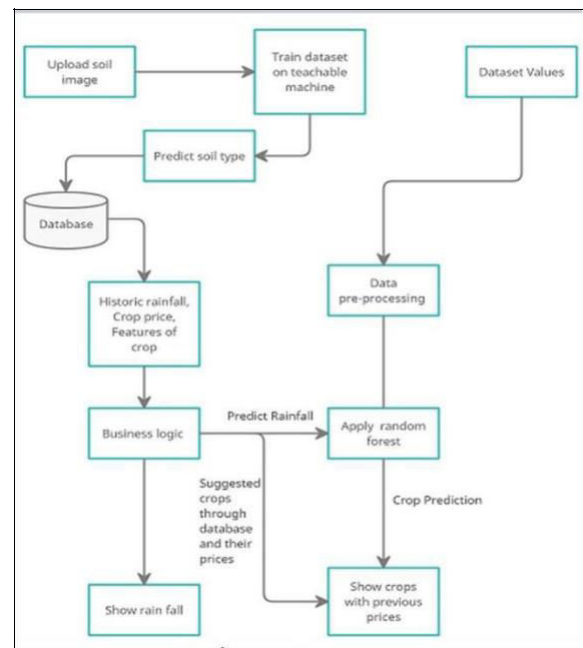 Upload soil
image
Train dataset
on teachable
machine
Dataset Values
Predict soil type
Database
Historic rainfall,
Crop price,
Features of
crop
Data
pre-processing
Business logic
Predict Rainfall
Apply random
forest
Suggested
crops
through
database
and their
prices
Crop Prediction
Show rain fall
Show crops
with previous
prices